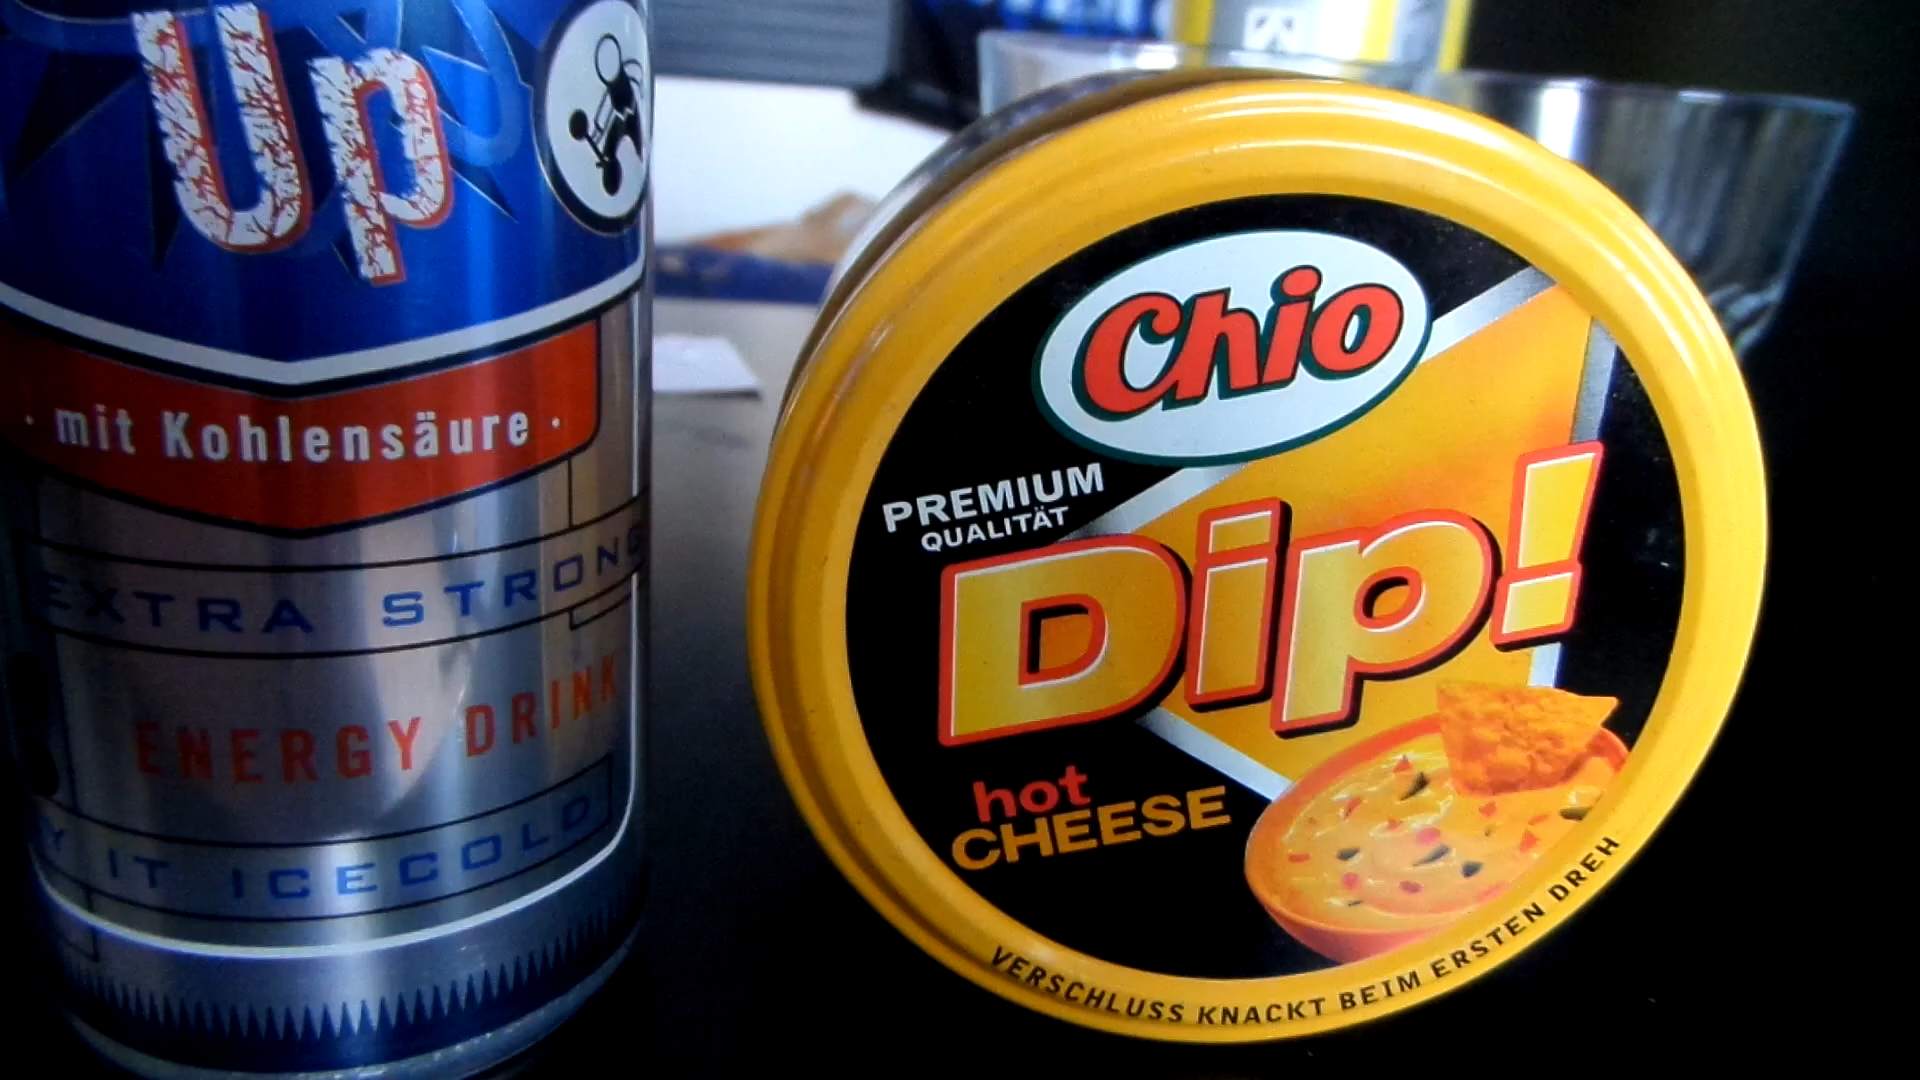 Up
· mit Kohlensäure ·
EXTRA STRONG
ENERGY DRINK
IT ICECOLD
Chio
PREMIUM
QUALITÄT
Dip!
hot
CHEESE
VERSCHLUSS KNACKT BEIM ERSTEN DREH